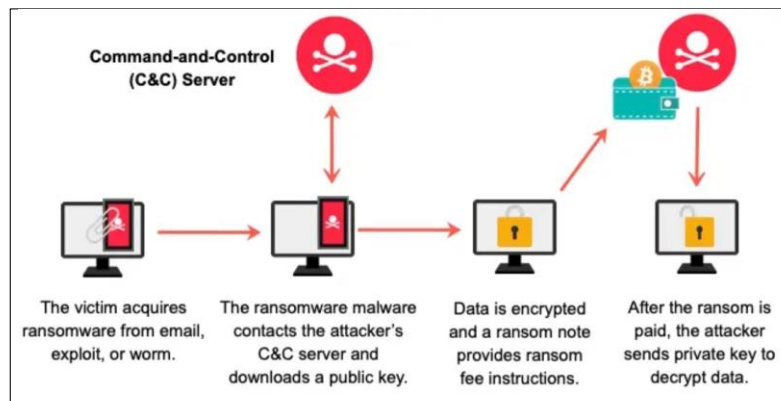 Command-and-Control
(C&C) Server
The victim acquires
ransomware from email,
exploit, or worm.
The ransomware malware
contacts the attacker's
C&C server and
downloads a public key.
Data is encrypted
and a ransom note
provides ransom
fee instructions.
After the ransom is
paid, the attacker
sends private key to
decrypt data.